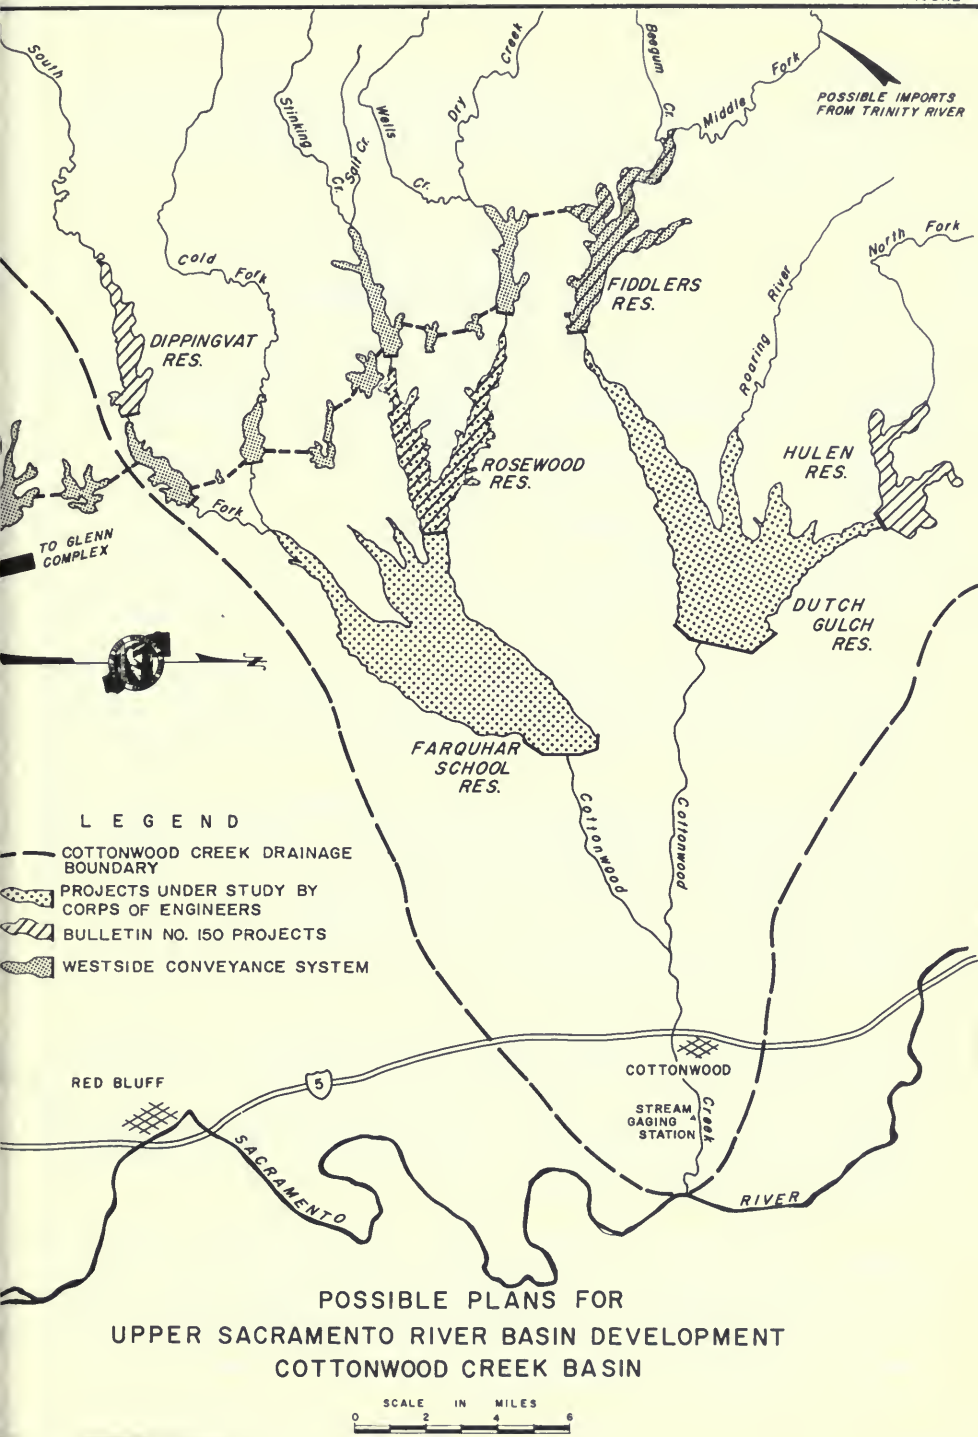 South
Stinking
Cr.
Salt Cr.
Wells
Cr.
Dry
Creek
Beegum
Cr.
Middle
Fork
POSSIBLE IMPORTS
FROM TRINITY RIVER
Cold
Fork
DIPPINGVAT
RES.
FIDDLERS
RES.
Roaring
River
North
Fork
ROSEWOOD
RES.
HULEN
RES.
Fork
TO GLENN
COMPLEX
DUTCH
GULCH
RES.
N
FARQUHAR
SCHOOL
RES.
Cottonwood
Cottonwood
LEGEND
COTTONWOOD CREEK DRAINAGE
BOUNDARY
PROJECTS UNDER STUDY BY
CORPS OF ENGINEERS
BULLETIN NO. 150 PROJECTS
WESTSIDE CONVEYANCE SYSTEM
RED BLUFF
5
COTTONWOOD
STREAM
GAGING
STATION
Creek
SACRAMENTO
RIVER
POSSIBLE PLANS FOR
UPPER SACRAMENTO RIVER BASIN DEVELOPMENT
COTTONWOOD CREEK BASIN
SCALE IN MILES
0 2 4 6